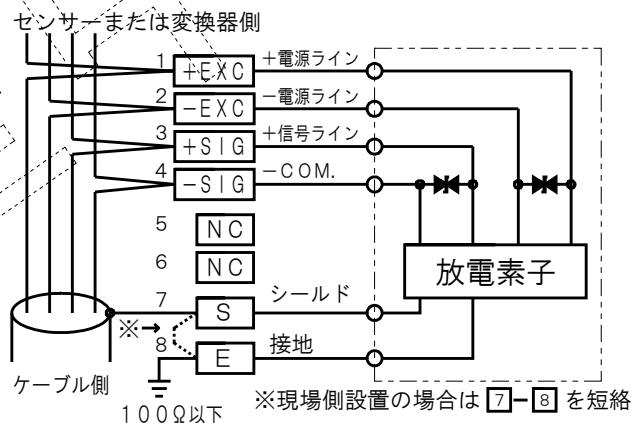 センサーまたは変換器側
1 +EXC +電源ライン
2 −EXC −電源ライン
3 +SIG +信号ライン
4 −SIG −COM.
5 NC
6 NC
放電素子
7 S シールド
※→
8 E 接地
ケーブル側
100Ω以下
※現場側設置の場合は 7−8 を短絡